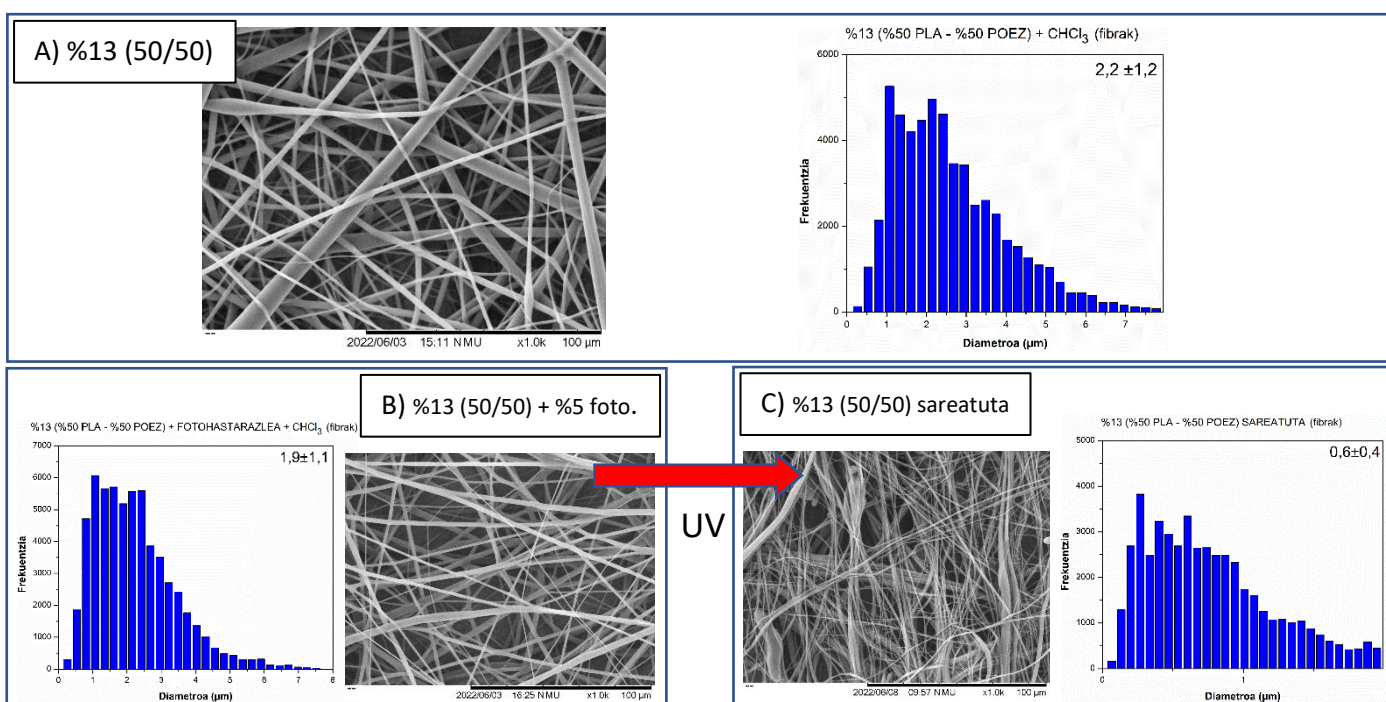 A) %13 (50/50)
2022/06/03 15:11 NMU x1.0k 100 µm
%13 (%50 PLA - %50 POEZ) + CHCl₃ (fibrak)
2,2 ±1,2
Frekuentzia
6000
4000
2000
0
0 1 2 3 4 5 6 7
Diametroa (µm)
B) %13 (50/50) + %5 foto.
%13 (%50 PLA - %50 POEZ) + FOTOHASTARAZLEA + CHCl₃ (fibrak)
1,9±1,1
Frekuentzia
7000
6000
5000
4000
3000
2000
1000
0
0 1 2 3 4 5 6 7 8
Diametroa (µm)
2022/06/03 16:25 NMU x1.0k 100 µm
UV
C) %13 (50/50) sareatuta
2022/06/08 09:57 NMU x1.0k 100 µm
%13 (%50 PLA - %50 POEZ) SAREATUTA (fibrak)
0,6±0,4
Frekuentzia
5000
4000
3000
2000
1000
0
0 1
Diametroa (µm)